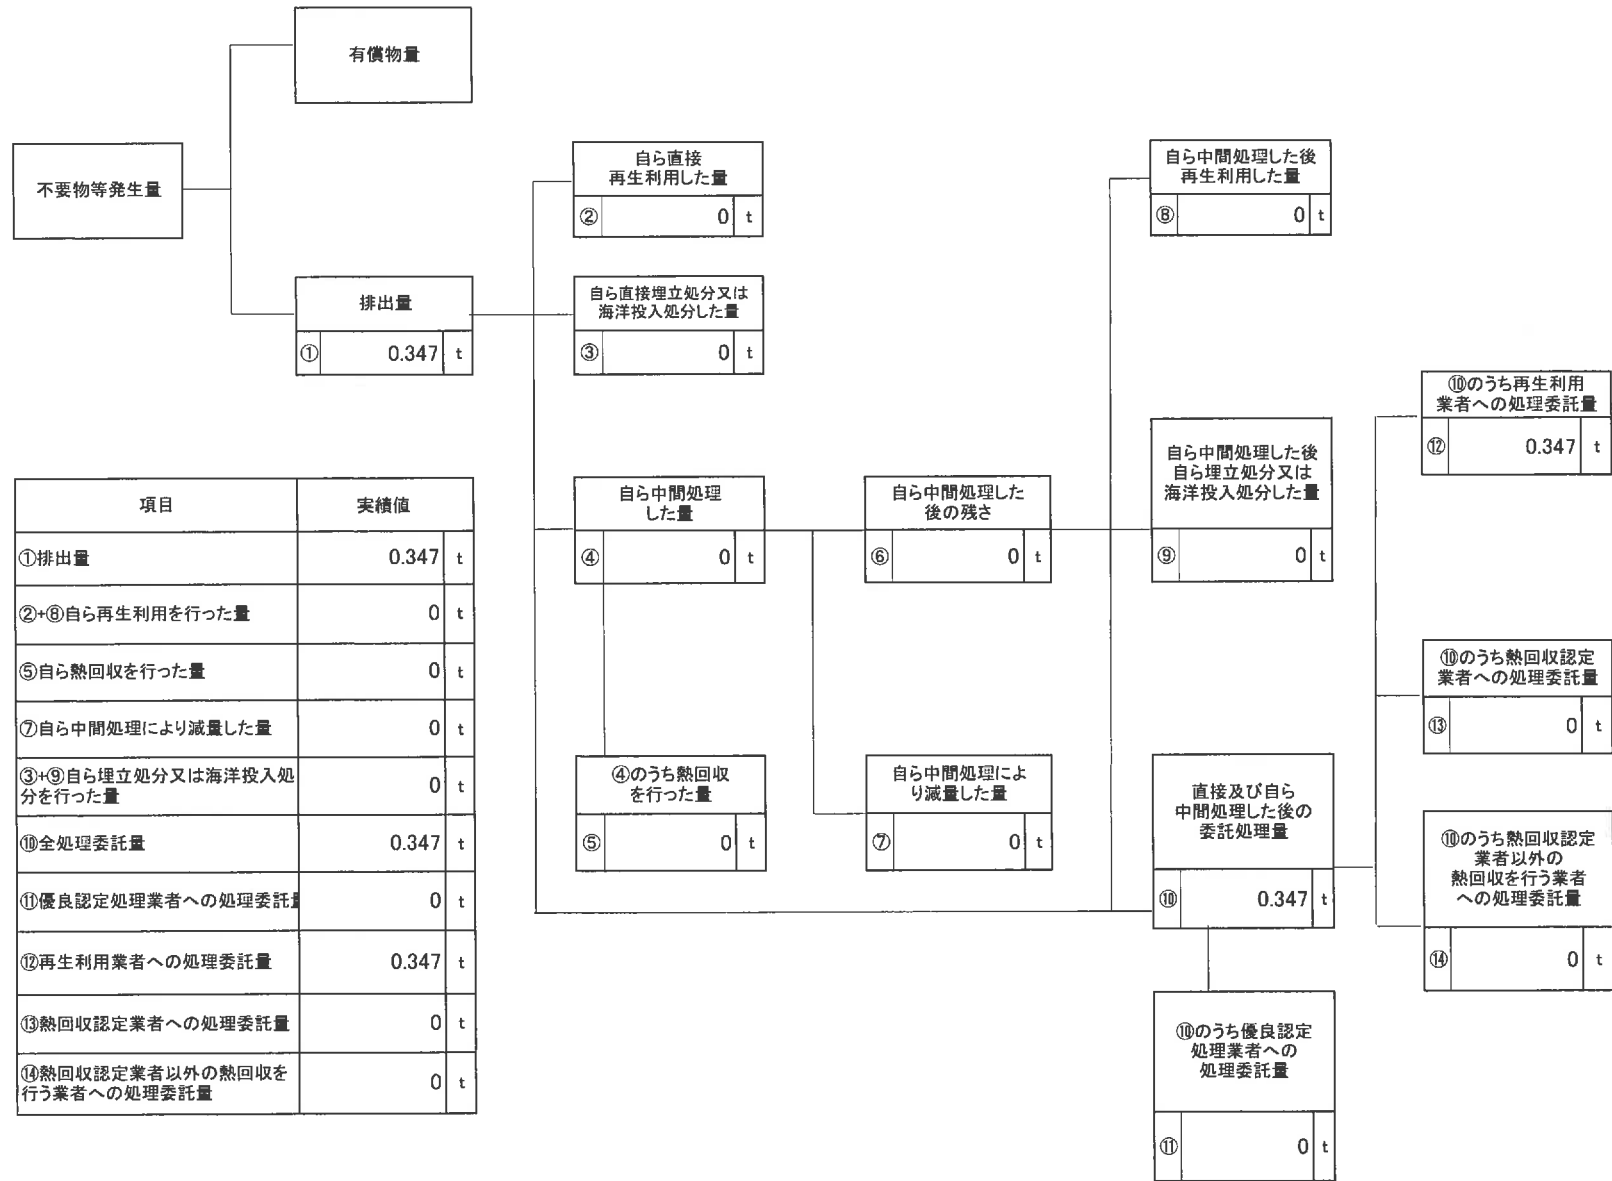 有償物量
不要物等発生量
排出量
① 0.347 t
自ら直接
再生利用した量
② 0 t
自ら直接埋立処分又は
海洋投入処分した量
③ 0 t
自ら中間処理
した量
④ 0 t
④のうち熱回収
を行った量
⑤ 0 t
自ら中間処理した
後の残さ
⑥ 0 t
自ら中間処理によ
り減量した量
⑦ 0 t
自ら中間処理した後
再生利用した量
⑧ 0 t
自ら中間処理した後
自ら埋立処分又は
海洋投入処分した量
⑨ 0 t
直接及び自ら
中間処理した後の
委託処理量
⑩ 0.347 t
⑩のうち優良認定
処理業者への
処理委託量
⑪ 0 t
⑩のうち再生利用
業者への処理委託量
⑫ 0.347 t
⑩のうち熱回収認定
業者への処理委託量
⑬ 0 t
⑩のうち熱回収認定
業者以外の
熱回収を行う業者
への処理委託量
⑭ 0 t
項目 実績値
①排出量 0.347 t
②+⑧自ら再生利用を行った量 0 t
⑤自ら熱回収を行った量 0 t
⑦自ら中間処理により減量した量 0 t
③+⑨自ら埋立処分又は海洋投入処
分を行った量 0 t
⑩全処理委託量 0.347 t
⑪優良認定処理業者への処理委託量 0 t
⑫再生利用業者への処理委託量 0.347 t
⑬熱回収認定業者への処理委託量 0 t
⑭熱回収認定業者以外の熱回収を
行う業者への処理委託量 0 t